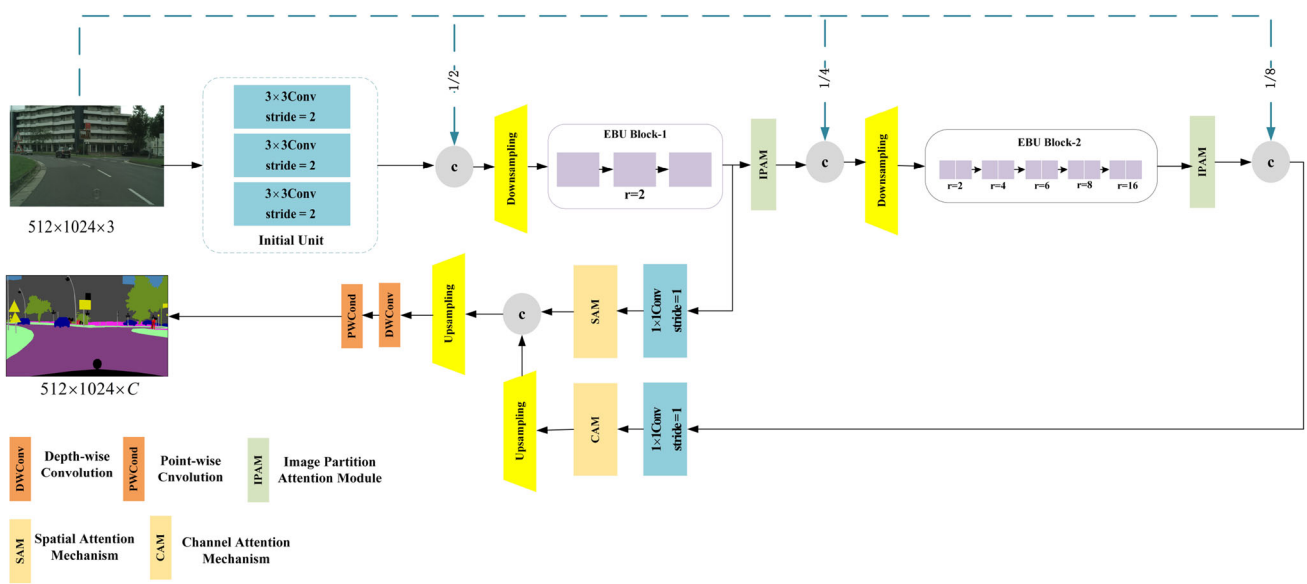 1/2
1/4
1/8
3×3Conv
stride = 2
3×3Conv
stride = 2
3×3Conv
stride = 2
Initial Unit
512×1024×3
c
Downsampling
EBU Block-1
r=2
IPAM
c
Downsampling
EBU Block-2
r=2
r=4
r=6
r=8
r=16
IPAM
c
PWCond
DWConv
Upsampling
c
SAM
1×1Conv
stride=1
512×1024×C
Upsampling
CAM
1×1Conv
stride=1
DWConv
Depth-wise
Convolution
PWCond
Point-wise
Cnvolution
IPAM
Image Partition
Attention Module
SAM
Spatial Attention
Mechanism
CAM
Channel Attention
Mechanism